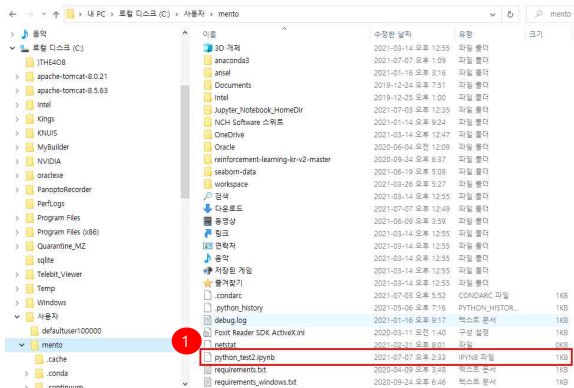 내 PC > 로컬 디스크 (C:) > 사용자 > mento
mento
음악
로컬 디스크 (C:)
JTHE408
apache-tomcat-8.0.21
apache-tomcat-8.5.63
Intel
Kings
KNUIS
MyBuilder
NVIDIA
oraclexe
PanoptoRecorder
PerfLogs
Program Files
Program Files (x86)
Quarantine_MZ
sqlite
Telebit_Viewer
Temp
Windows
사용자
defaultuser100000
mento
.cache
.conda
.continuum
이름 수정한 날짜 유형 크기
3D 개체 2021-03-14 오후 12:55 파일 폴더
anaconda3 2021-07-07 오후 1:09 파일 폴더
ansel 2021-01-16 오후 3:16 파일 폴더
Documents 2019-12-24 오후 7:51 파일 폴더
Intel 2019-12-25 오후 1:00 파일 폴더
Jupyter_Notebook_HomeDir 2021-07-03 오후 12:35 파일 폴더
NCH Software 스위트 2021-01-14 오후 9:24 파일 폴더
OneDrive 2021-03-14 오후 12:47 파일 폴더
Oracle 2020-06-04 오전 12:09 파일 폴더
reinforcement-learning-kr-v2-master 2020-09-24 오후 6:37 파일 폴더
seaborn-data 2021-06-19 오후 5:08 파일 폴더
workspace 2021-03-26 오후 5:27 파일 폴더
검색 2021-03-14 오후 12:55 파일 폴더
다운로드 2021-07-07 오후 12:49 파일 폴더
동영상 2021-06-09 오후 3:59 파일 폴더
링크 2021-03-14 오후 12:55 파일 폴더
연락처 2021-03-14 오후 12:55 파일 폴더
음악 2021-03-14 오후 12:55 파일 폴더
저장된 게임 2021-03-14 오후 12:55 파일 폴더
즐겨찾기 2021-03-14 오후 12:55 파일 폴더
.condarc 2021-07-03 오후 5:52 CONDARC 파일 1KB
.python_history 2021-05-06 오후 7:16 PYTHON_HISTOR... 1KB
debug.log 2021-01-16 오후 9:17 텍스트 문서 1KB
Foxit Reader SDK ActiveX.ini 2020-03-11 오전 1:40 구성 설정 1KB
netstat 2021-02-21 오후 8:01 파일 0KB
1
python_test2.ipynb 2021-07-07 오후 2:33 IPYNB 파일 1KB
requirements.txt 2020-04-09 오후 3:48 텍스트 문서 1KB
requirements_windows.txt 2020-09-24 오후 6:46 텍스트 문서 1KB